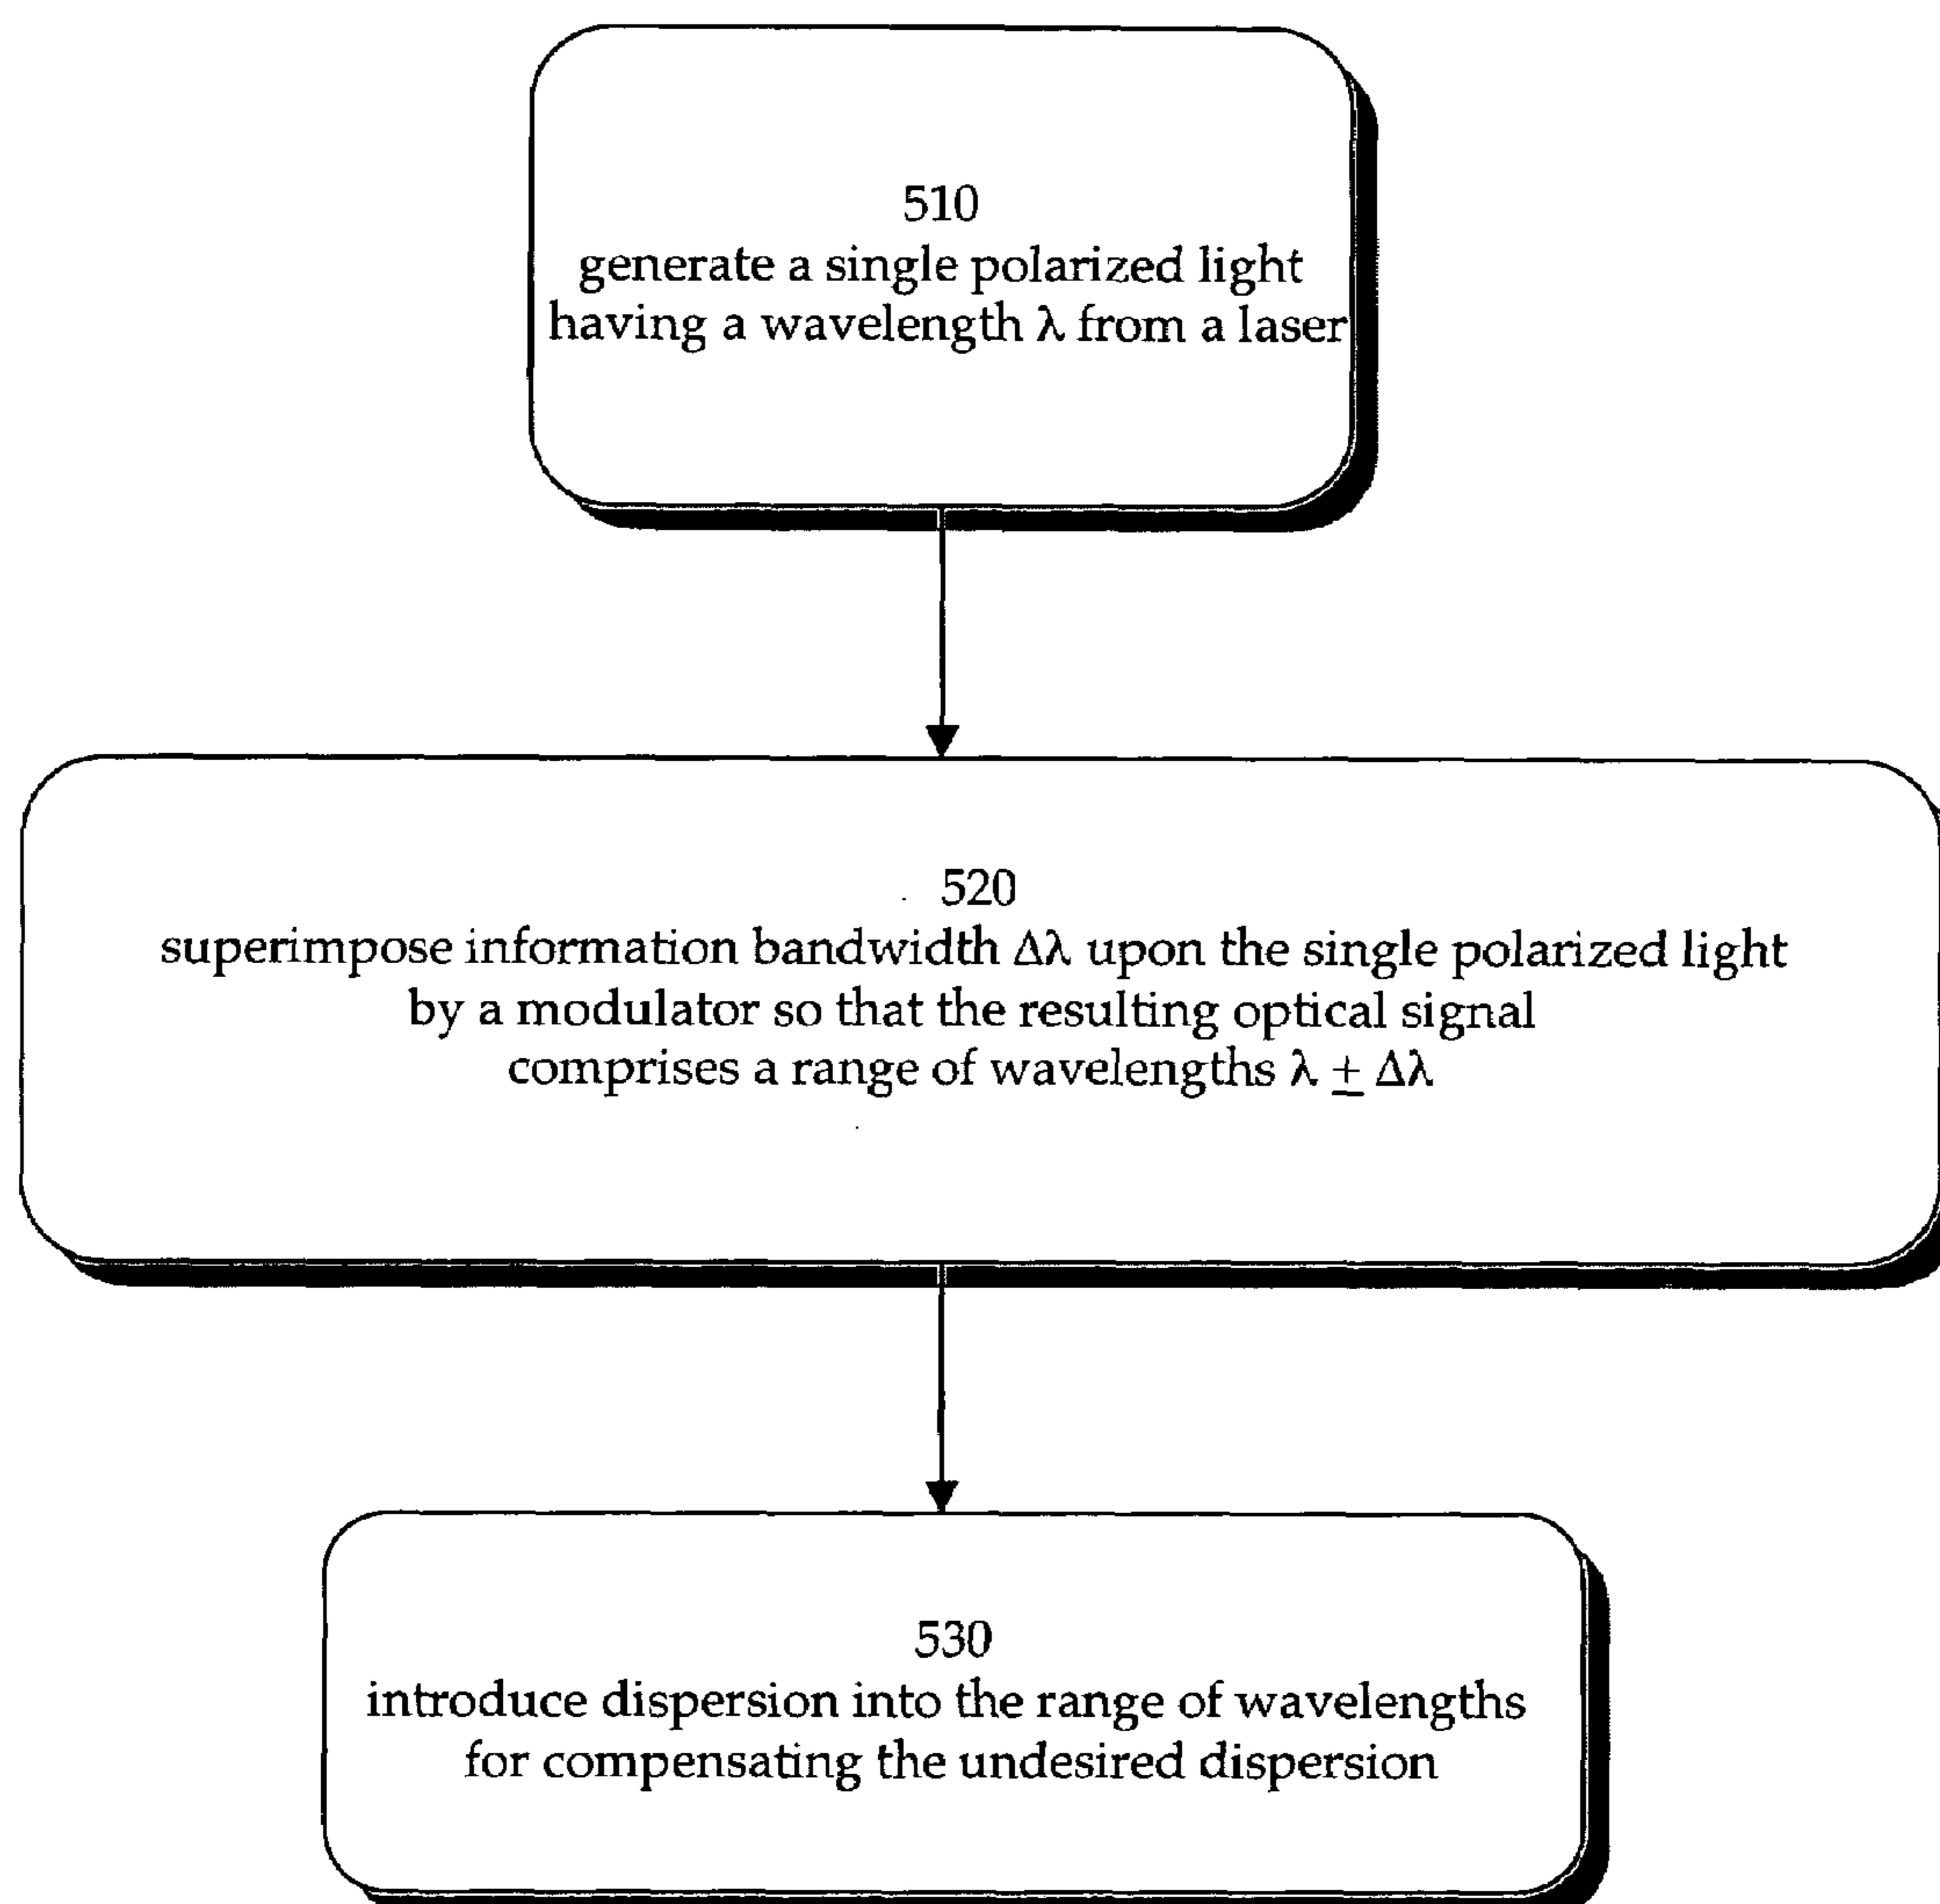 510
generate a single polarized light
having a wavelength λ from a laser
520
superimpose information bandwidth Δλ upon the single polarized light
by a modulator so that the resulting optical signal
comprises a range of wavelengths λ ± Δλ
530
introduce dispersion into the range of wavelengths
for compensating the undesired dispersion